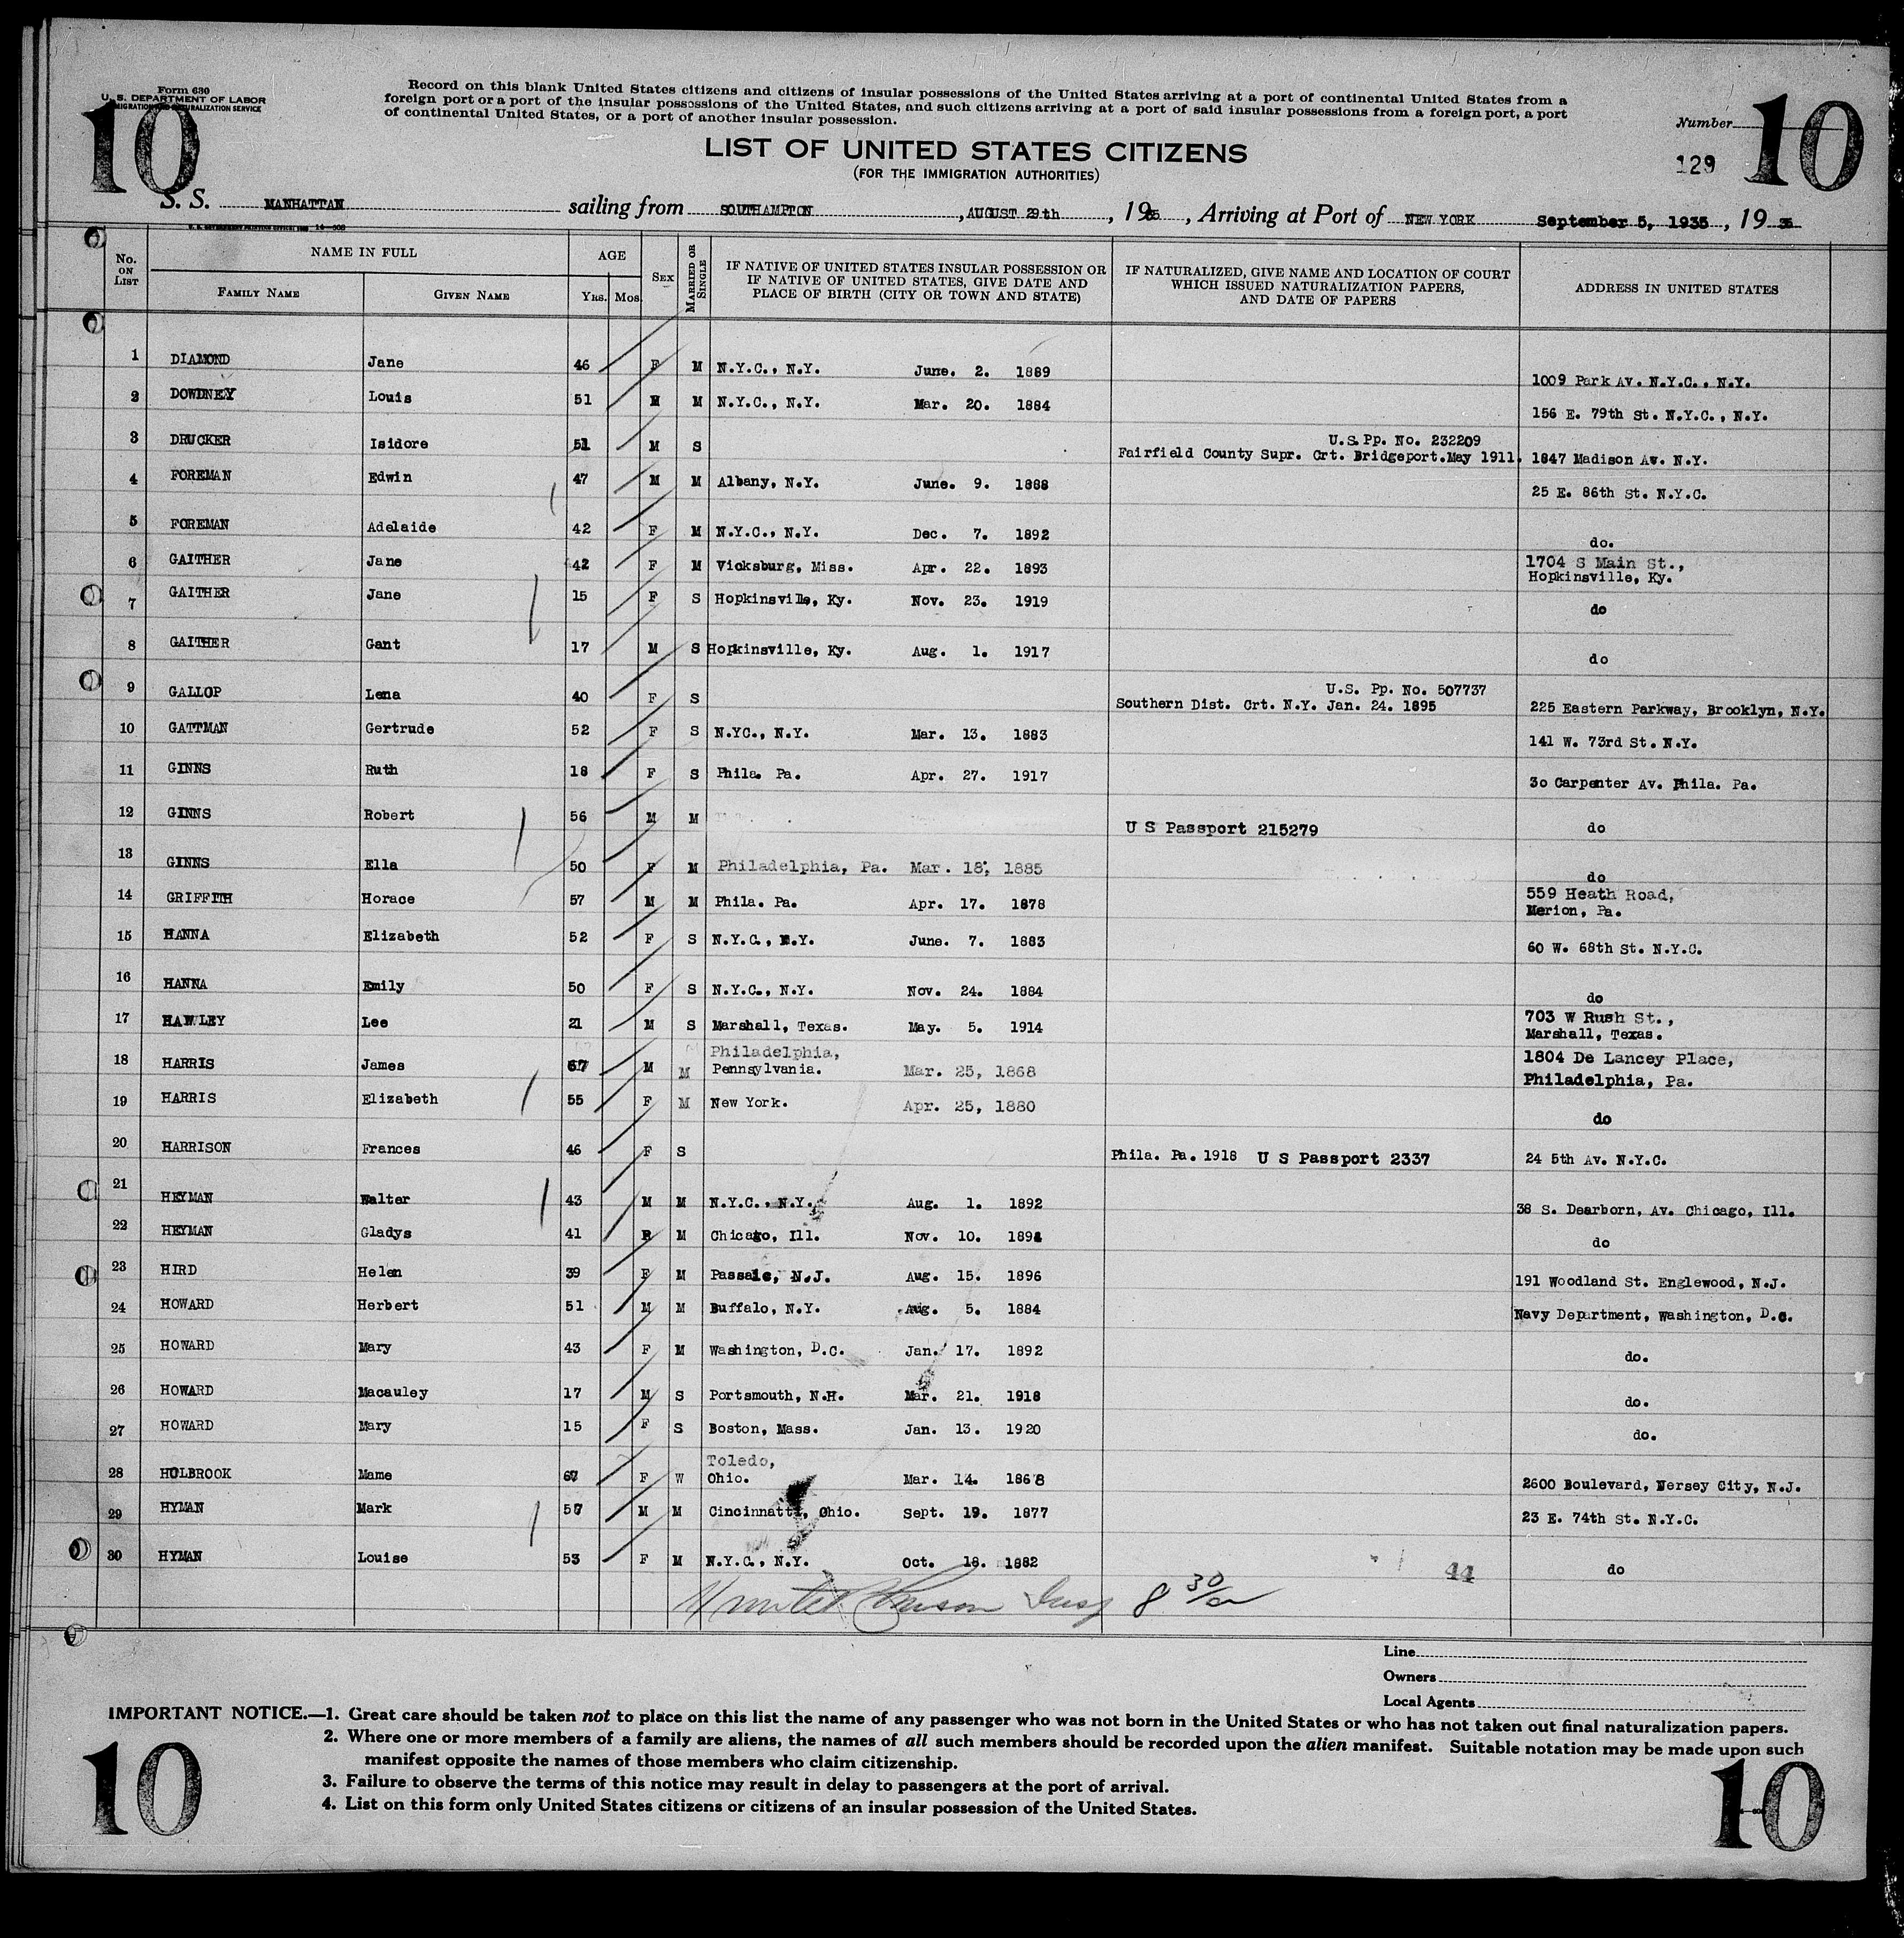 Form 630
U. S. DEPARTMENT OF LABOR
IMMIGRATION AND NATURALIZATION SERVICE
10
Record on this blank United States citizens and citizens of insular possessions of the United States arriving at a port of continental United States from a
foreign port or a port of the insular possessions of the United States, and such citizens arriving at a port of said insular possessions from a foreign port, a port
of continental United States, or a port of another insular possession.
Number
10
LIST OF UNITED STATES CITIZENS
(FOR THE IMMIGRATION AUTHORITIES)
129
S. S. MANHATTAN sailing from SOUTHAMPTON, AUGUST 29th, 1935, Arriving at Port of NEW YORK September 5, 1935, 19 35
No. ON LIST NAME IN FULL FAMILY NAME GIVEN NAME AGE YRS. MOS. SEX MARRIED OR SINGLE IF NATIVE OF UNITED STATES INSULAR POSSESSION OR IF NATIVE OF UNITED STATES, GIVE DATE AND PLACE OF BIRTH (CITY OR TOWN AND STATE) IF NATURALIZED, GIVE NAME AND LOCATION OF COURT WHICH ISSUED NATURALIZATION PAPERS, AND DATE OF PAPERS ADDRESS IN UNITED STATES
1 DIAMOND Jane 46 F M N.Y.C., N.Y. June. 2. 1889 1009 Park Av. N.Y.C., N.Y.
2 DOWDNEY Louis 51 M M N.Y.C., N.Y. Mar. 20. 1884 156 E. 79th St. N.Y.C., N.Y.
3 DRUCKER Isidore 51 M S U.S. Pp. No. 232209
Fairfield County Supr. Crt. Bridgeport.May 1911. 1847 Madison Av. N.Y.
4 FOREMAN Edwin 47 M M Albany, N.Y. June. 9. 1888 25 E. 86th St. N.Y.C.
5 FOREMAN Adelaide 42 F M N.Y.C., N.Y. Dec. 7. 1892 do.
6 GAITHER Jane 42 F M Vicksburg, Miss. Apr. 22. 1893 1704 S Main St.,
Hopkinsville, Ky.
7 GAITHER Jane 15 F S Hopkinsville, Ky. Nov. 23. 1919 do
8 GAITHER Gant 17 M S Hopkinsville, Ky. Aug. 1. 1917 do
9 GALLOP Lena 40 F S U.S. Pp. No. 507737
Southern Dist. Crt. N.Y. Jan. 24. 1895 225 Eastern Parkway, Brooklyn, N.Y.
10 GATTMAN Gertrude 52 F S N.YC., N.Y. Mar. 13. 1883 141 W. 73rd St. N.Y.
11 GINNS Ruth 18 F S Phila. Pa. Apr. 27. 1917 30 Carpenter Av. Phila. Pa.
12 GINNS Robert 56 M M U S Passport 215279 do
13 GINNS Ella 50 F M Philadelphia, Pa. Mar. 18, 1885 do
14 GRIFFITH Horace 57 M M Phila. Pa. Apr. 17. 1878 559 Heath Road,
Merion, Pa.
15 HANNA Elizabeth 52 F S N.Y.C., N.Y. June. 7. 1883 60 W. 68th St. N.Y.C.
16 HANNA Emily 50 F S N.Y.C., N.Y. Nov. 24. 1884 do
17 HAWLEY Lee 21 M S Marshall, Texas. May. 5. 1914 703 W Rush St.,
Marshall, Texas.
18 HARRIS James 67 M M Philadelphia,
Pennsylvania. Mar. 25, 1868 1804 De Lancey Place,
Philadelphia, Pa.
19 HARRIS Elizabeth 55 F M New York. Apr. 25, 1880 do
20 HARRISON Frances 46 F S Phila. Pa. 1918 U S Passport 2337 24 5th Av. N.Y.C.
21 HEYMAN Walter 43 M M N.Y.C., N.Y. Aug. 1. 1892 38 S. Dearborn, Av. Chicago, Ill.
22 HEYMAN Gladys 41 F M Chicago, Ill. Nov. 10. do
23 HIRD Helen 39 F M Passaic, N.J. Aug. 15. 1896 191 Woodland St. Englewood, N.J.
24 HOWARD Herbert 51 M M Buffalo, N.Y. Aug. 5. 1884 Navy Department, Washington, D.C.
25 HOWARD Mary 43 F M Washington, D.C. Jan. 17. 1892 do.
26 HOWARD Macauley 17 M S Portsmouth, N.H. Mar. 21. 1918 do.
27 HOWARD Mary 15 F S Boston, Mass. Jan. 13. 1920 do.
28 HOLBROOK Mame 67 F W Toledo,
Ohio. Mar. 14. 1868 2600 Boulevard, Nersey City, N.J.
29 HYMAN Mark 57 M M Cincinnatti, Ohio. Sept. 19. 1877 23 E. 74th St. N.Y.C.
30 HYMAN Louise 53 F M N.Y.C., N.Y. Oct. 18. 1882 do
44
Insp 8 30/a
Line
Owners
Local Agents
IMPORTANT NOTICE.—1. Great care should be taken not to place on this list the name of any passenger who was not born in the United States or who has not taken out final naturalization papers.
2. Where one or more members of a family are aliens, the names of all such members should be recorded upon the alien manifest. Suitable notation may be made upon such
manifest opposite the names of those members who claim citizenship.
3. Failure to observe the terms of this notice may result in delay to passengers at the port of arrival.
4. List on this form only United States citizens or citizens of an insular possession of the United States.
10
10